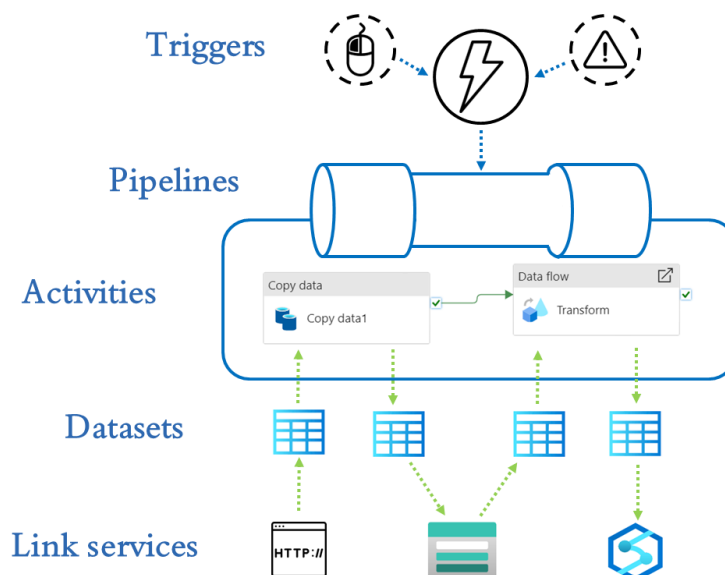 Triggers
Pipelines
Activities
Copy data
Copy data1
Data flow
Transform
Datasets
Link services
HTTP://